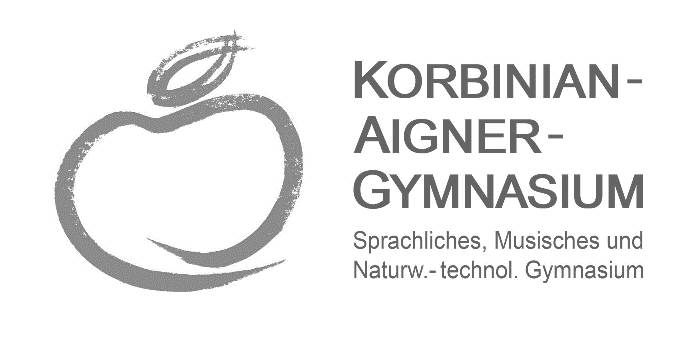 KORBINIAN-
AIGNER-
GYMNASIUM
Sprachliches, Musisches und
Naturw.-technol. Gymnasium